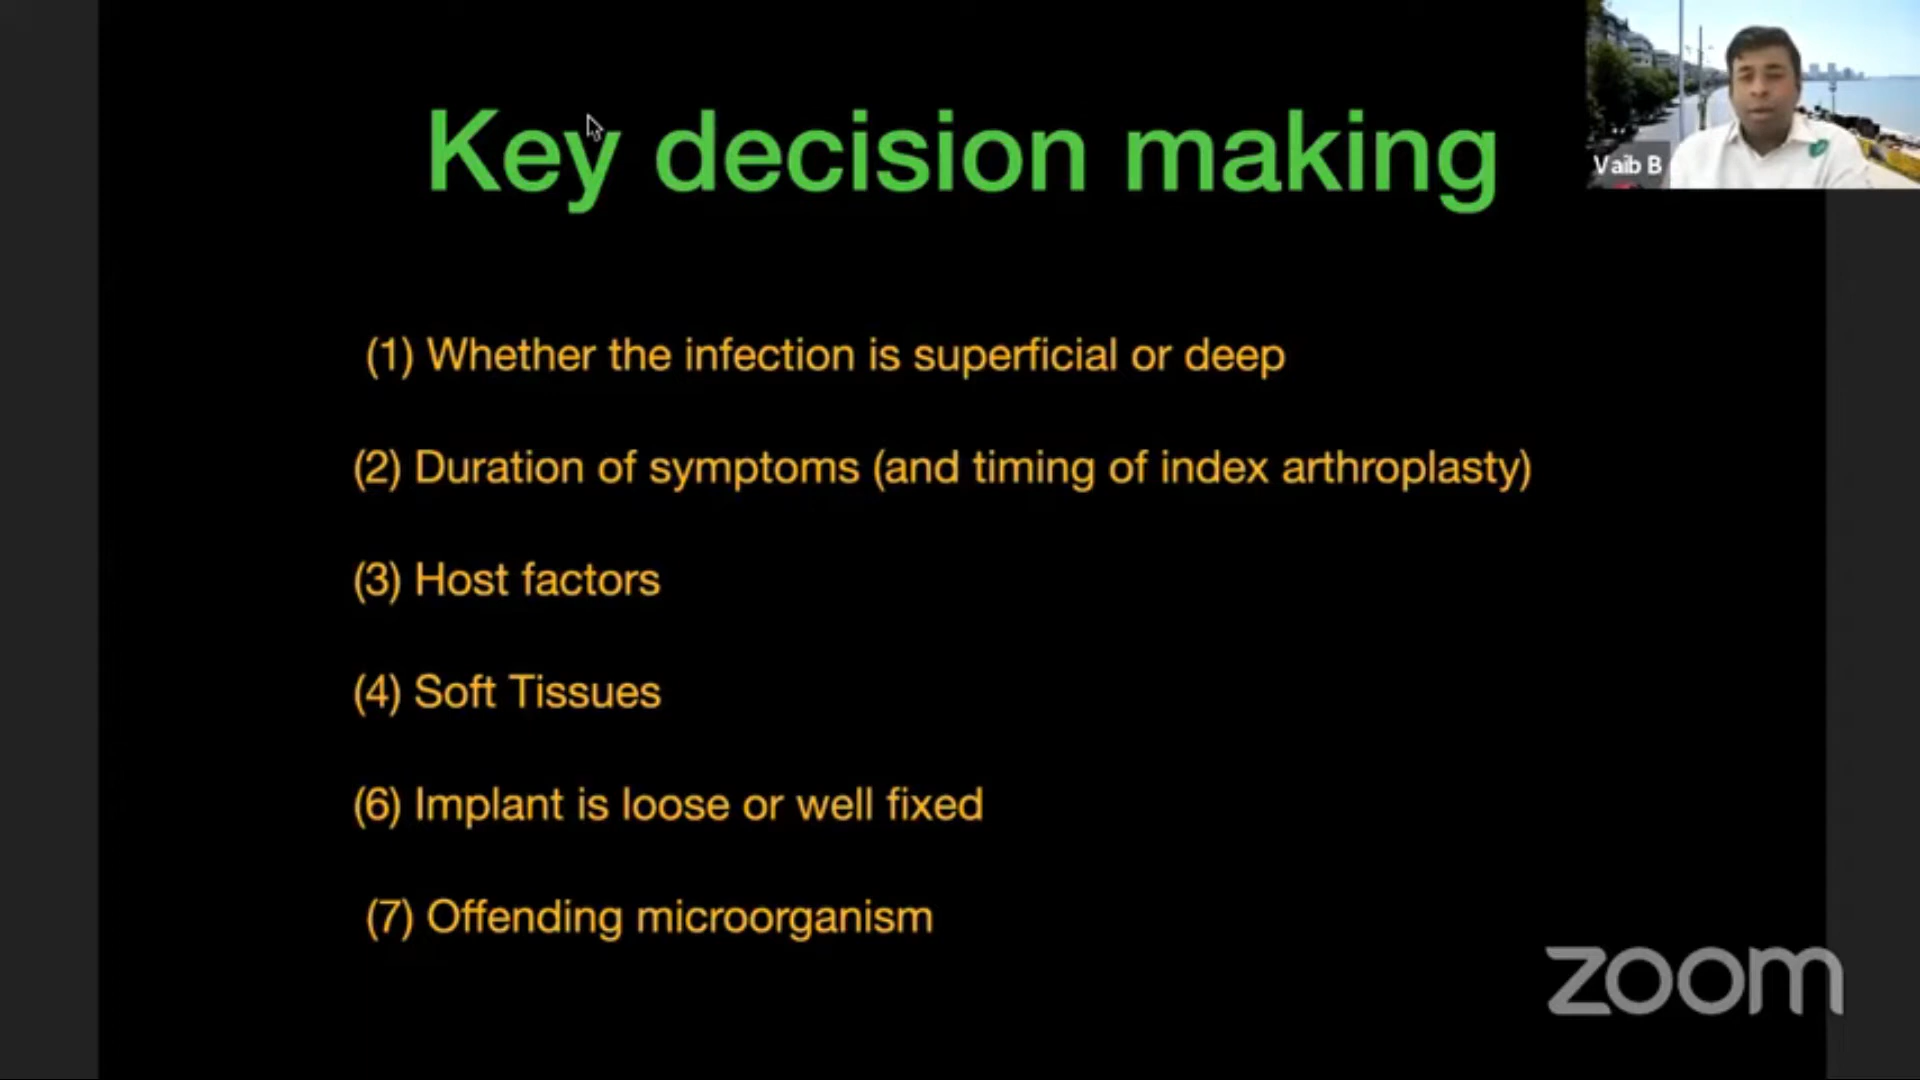 Key decision making
Vaib B
(1) Whether the infection is superficial or deep
(2) Duration of symptoms (and timing of index arthroplasty)
(3) Host factors
(4) Soft Tissues
(6) Implant is loose or well fixed
(7) Offending microorganism
zoom